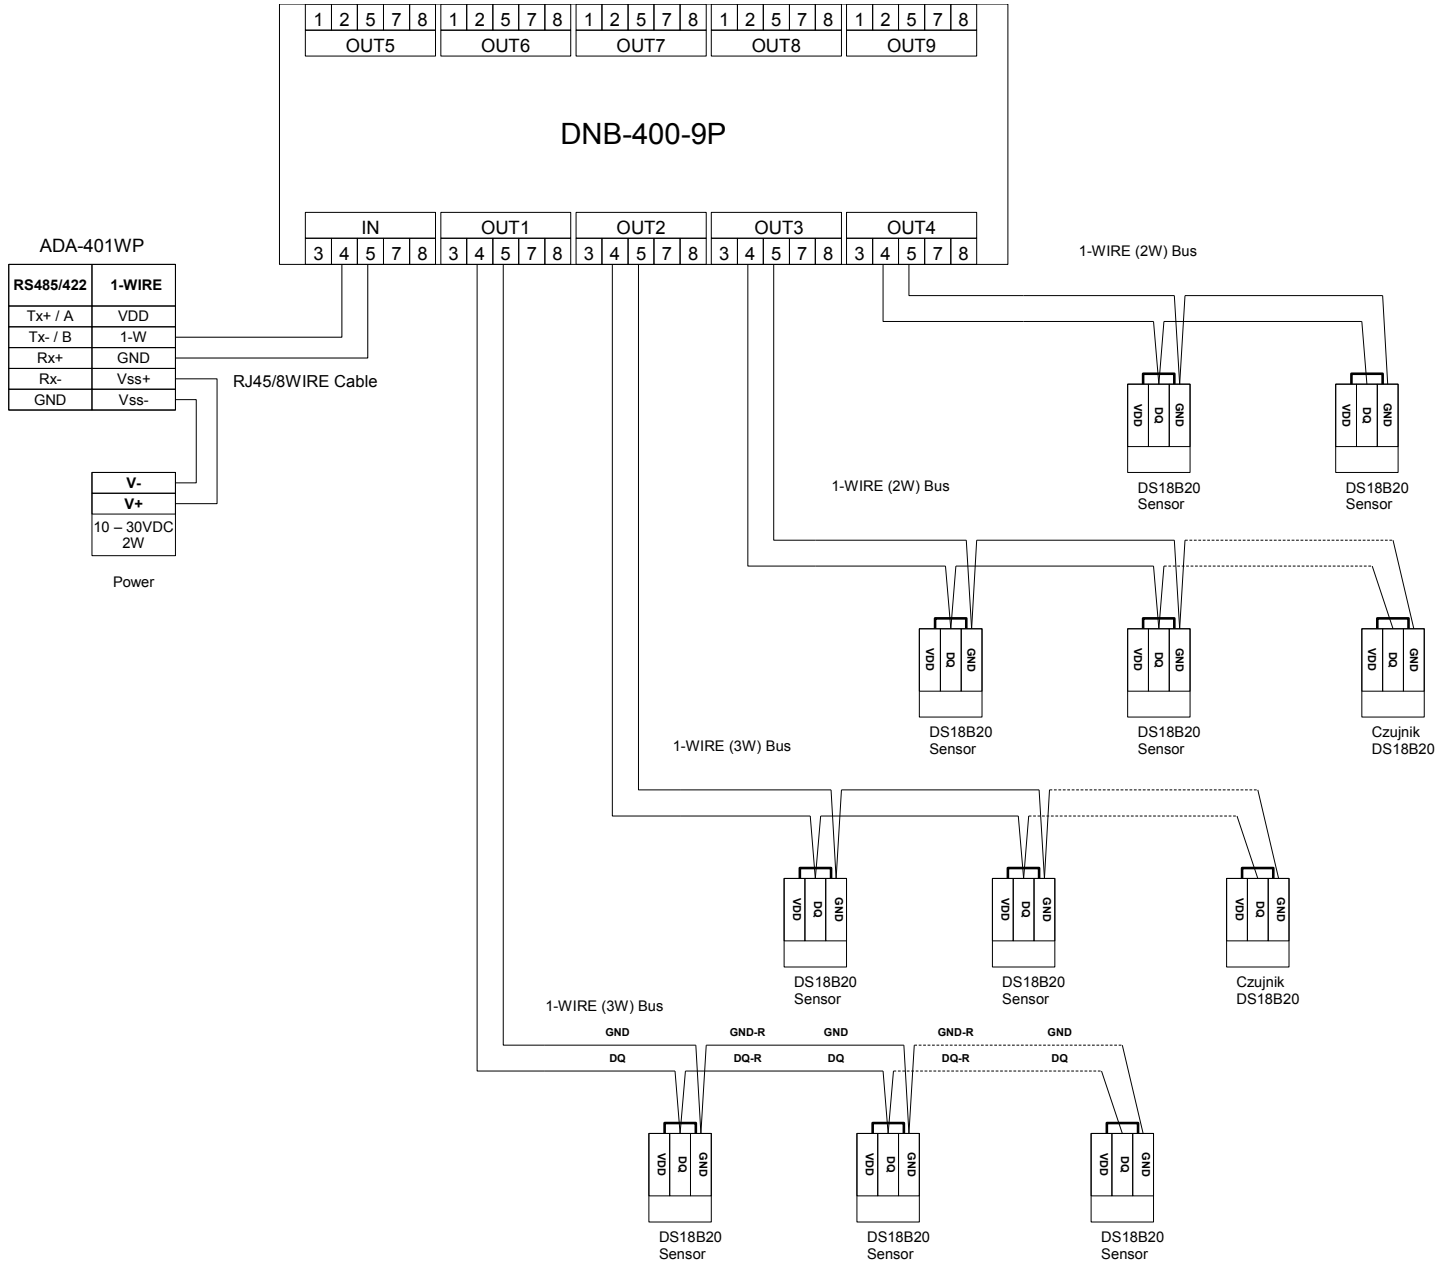 1 2 5 7 8 1 2 5 7 8 1 2 5 7 8 1 2 5 7 8 1 2 5 7 8
OUT5 OUT6 OUT7 OUT8 OUT9
DNB-400-9P
IN OUT1 OUT2 OUT3 OUT4
3 4 5 7 8 3 4 5 7 8 3 4 5 7 8 3 4 5 7 8 3 4 5 7 8
ADA-401WP
RS485/422 1-WIRE
Tx+ / A VDD
Tx- / B 1-W
Rx+ GND
Rx- Vss+
GND Vss-
RJ45/8WIRE Cable
V-
V+
10 – 30VDC
2W
Power
1-WIRE (2W) Bus
VDD DQ GND VDD DQ GND
DS18B20 DS18B20
Sensor Sensor
1-WIRE (2W) Bus
VDD DQ GND VDD DQ GND VDD DQ GND
DS18B20 DS18B20 Czujnik
Sensor Sensor DS18B20
1-WIRE (3W) Bus
VDD DQ GND VDD DQ GND VDD DQ GND
DS18B20 DS18B20 Czujnik
Sensor Sensor DS18B20
1-WIRE (3W) Bus
GND GND-R GND GND-R GND
DQ DQ-R DQ DQ-R DQ
VDD DQ GND VDD DQ GND VDD DQ GND
DS18B20 DS18B20 DS18B20
Sensor Sensor Sensor